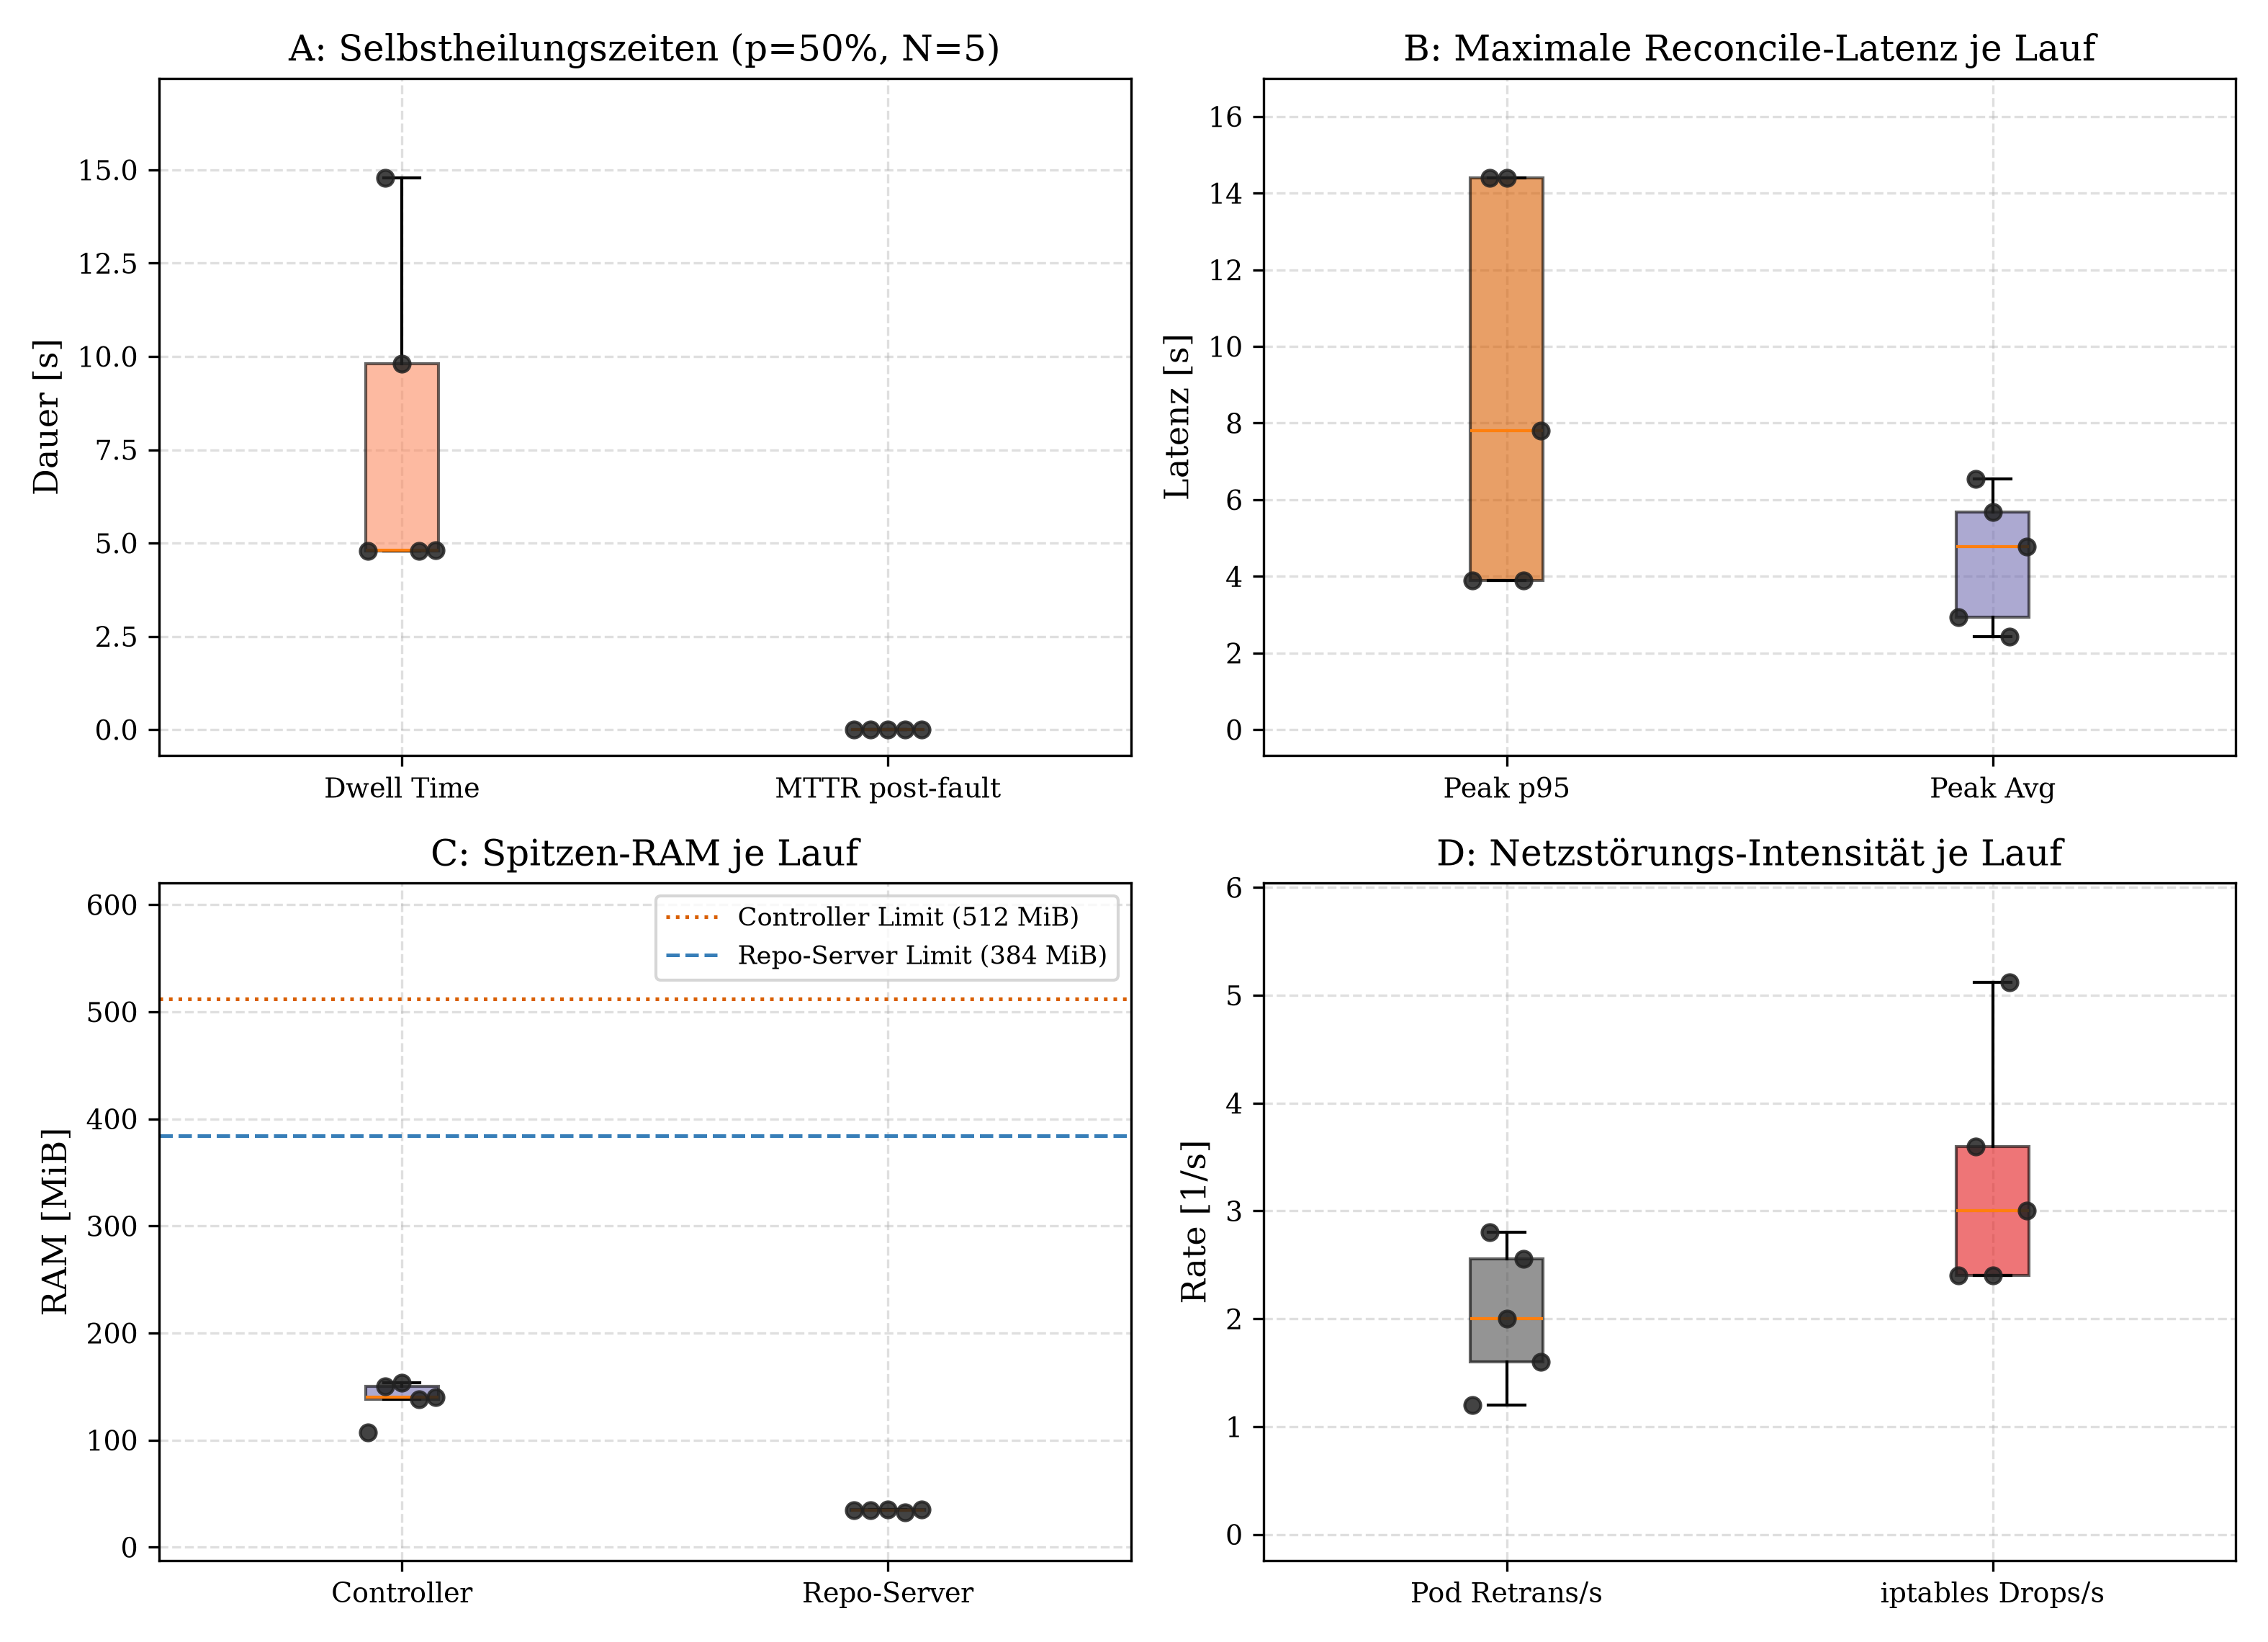 A: Selbstheilungszeiten (p=50%, N=5)
Dauer [s]
15.0
12.5
10.0
7.5
5.0
2.5
0.0
Dwell Time
MTTR post-fault
B: Maximale Reconcile-Latenz je Lauf
Latenz [s]
16
14
12
10
8
6
4
2
0
Peak p95
Peak Avg
C: Spitzen-RAM je Lauf
RAM [MiB]
600
500
400
300
200
100
0
Controller Limit (512 MiB)
Repo-Server Limit (384 MiB)
Controller
Repo-Server
D: Netzstörungs-Intensität je Lauf
Rate [1/s]
6
5
4
3
2
1
0
Pod Retrans/s
iptables Drops/s